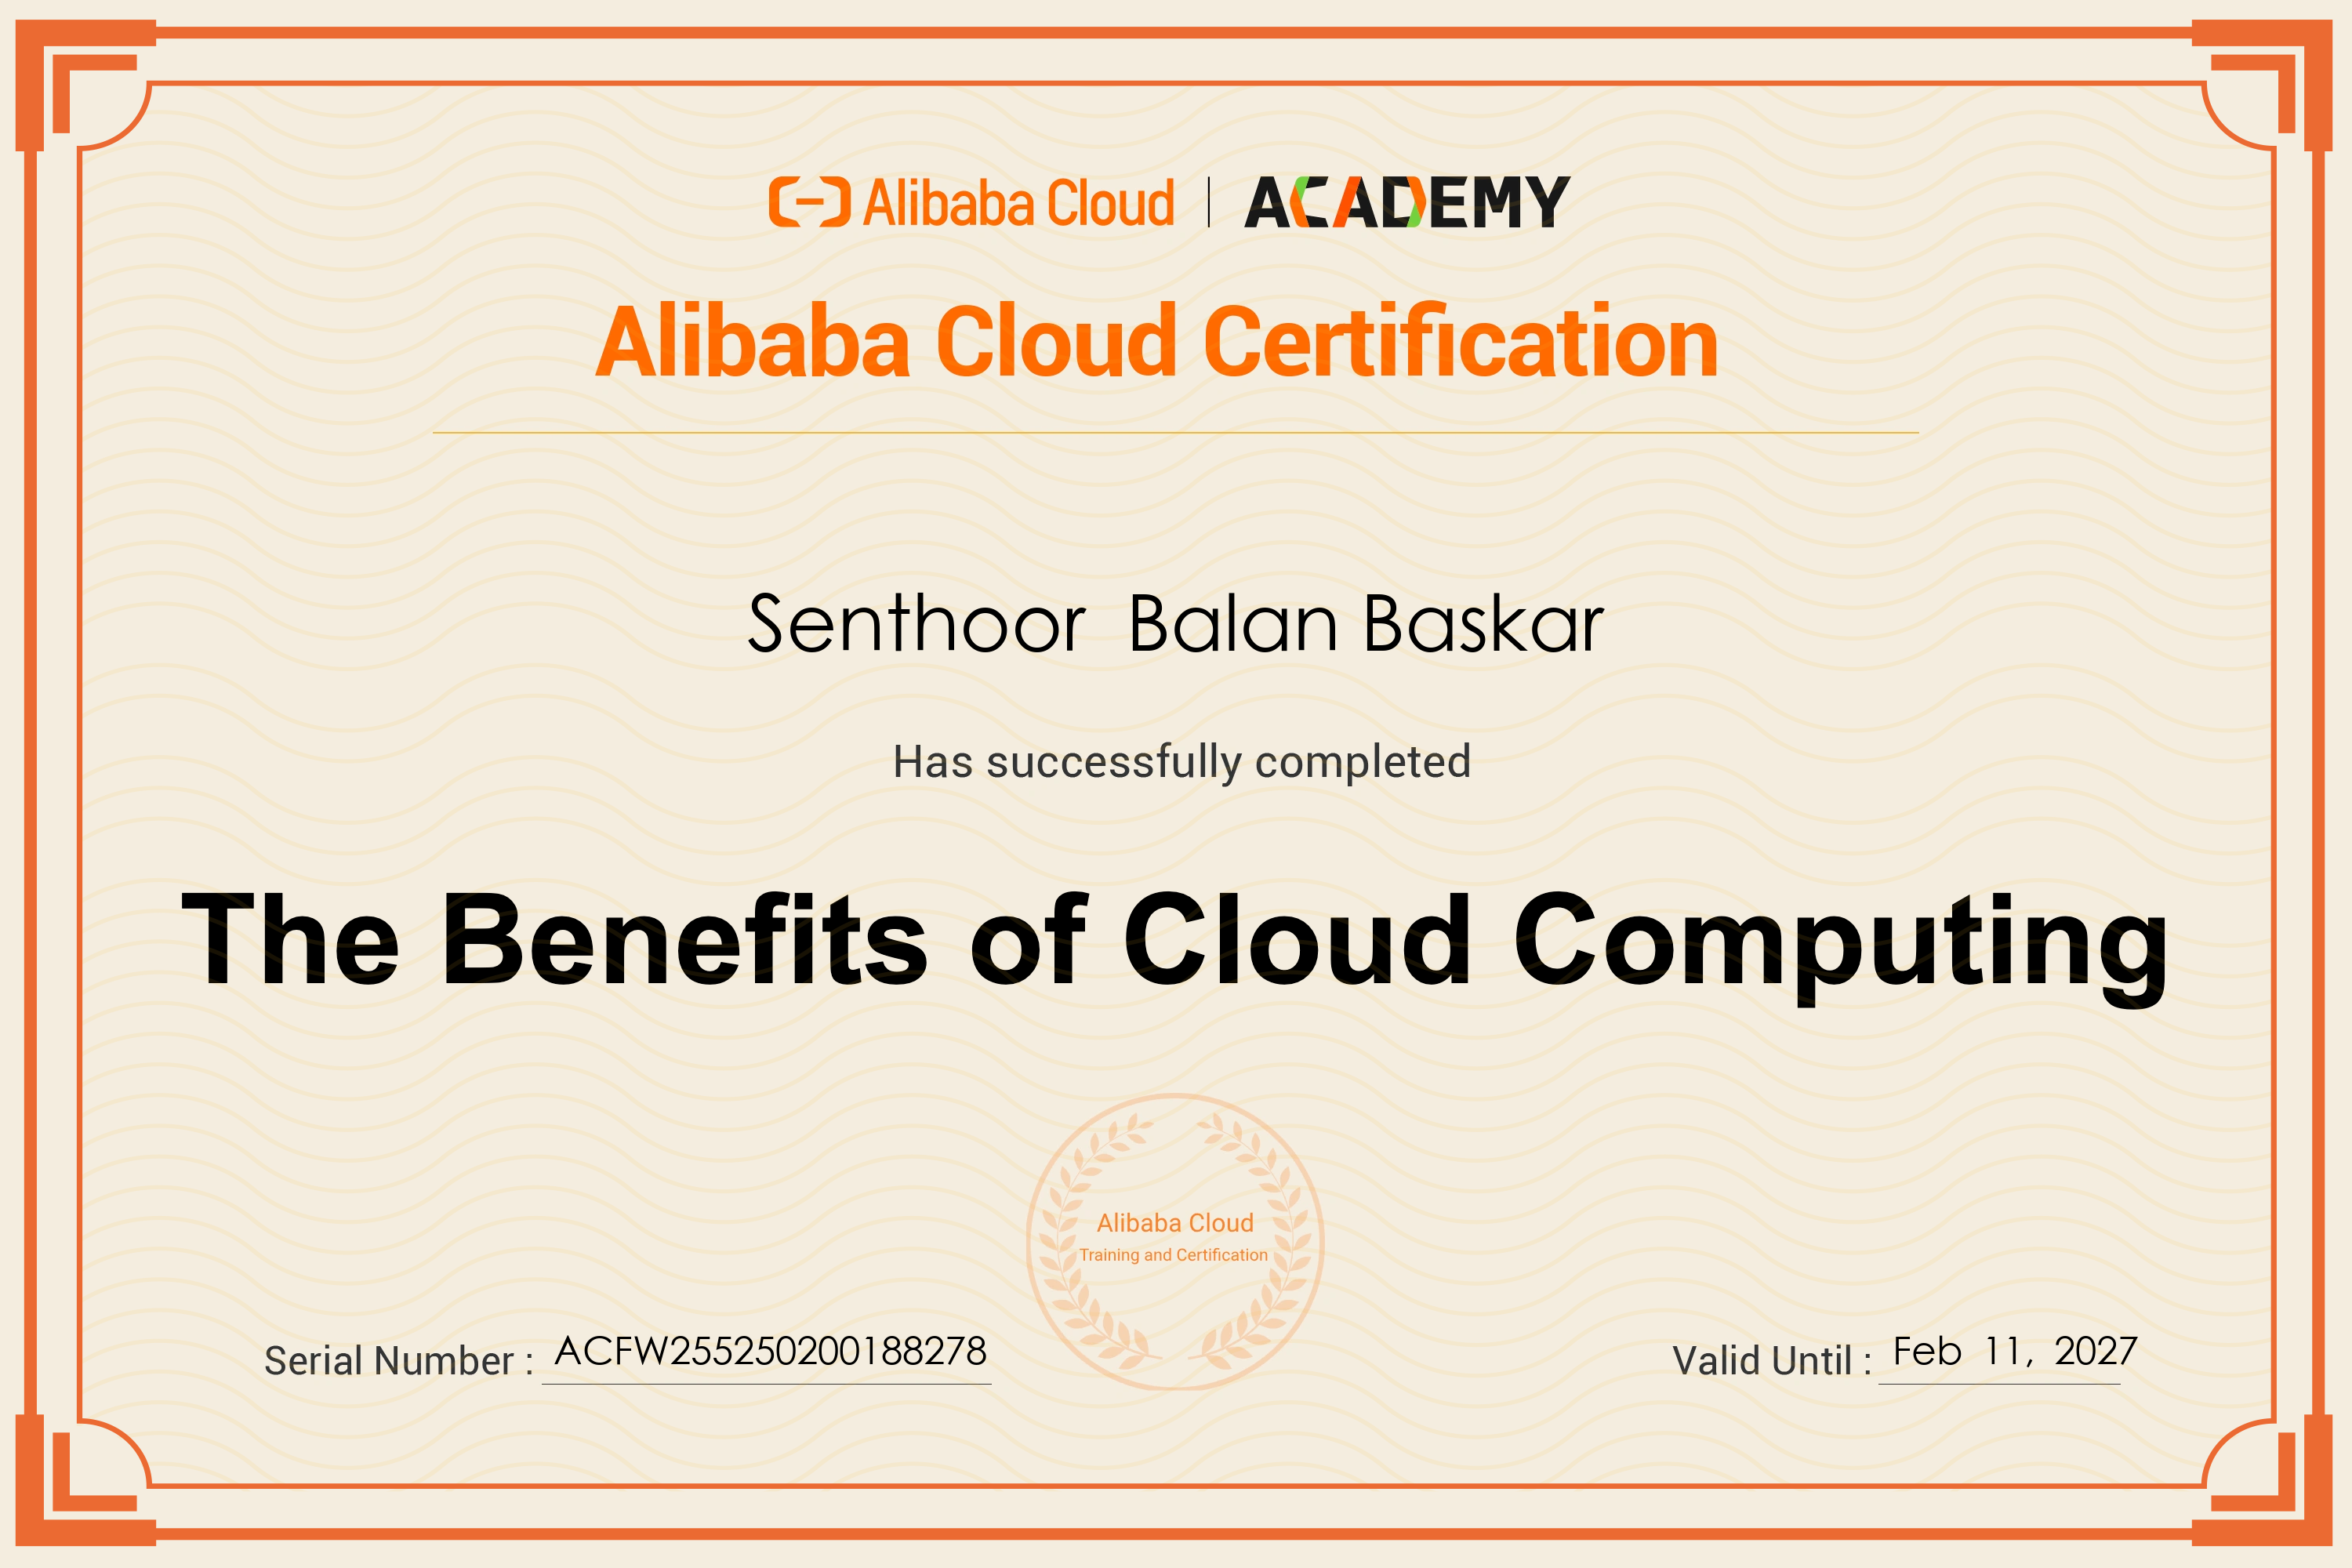 Alibaba Cloud | ACADEMY
Alibaba Cloud Certification
Senthoor Balan Baskar
Has successfully completed
The Benefits of Cloud Computing
Alibaba Cloud
Training and Certification
Serial Number : ACFW255250200188278
Valid Until : Feb 11, 2027